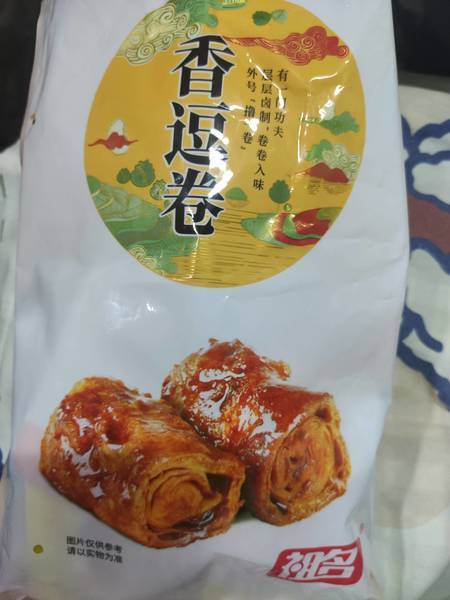 香逗卷
有一门功夫
层层卤制,卷卷入味
外号“撸 卷”
图片仅供参考
请以实物为准
祖名